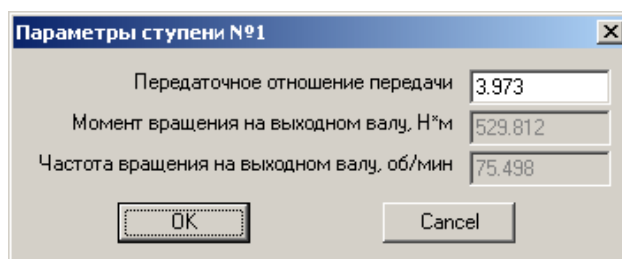 Параметры ступени №1
Передаточное отношение передачи 3.973
Момент вращения на выходном валу, Н*м 529.812
Частота вращения на выходном валу, об/мин 75.498
OK Cancel